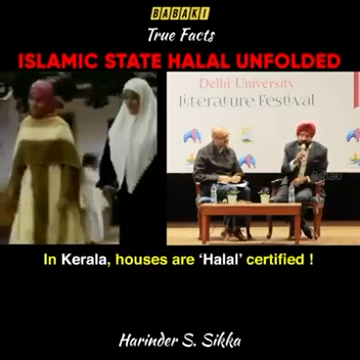 BABAKI
True Facts
ISLAMIC STATE HALAL UNFOLDED
Delhi University
Literature Festival
In Kerala, houses are ‘Halal’ certified !
Harinder S. Sikka